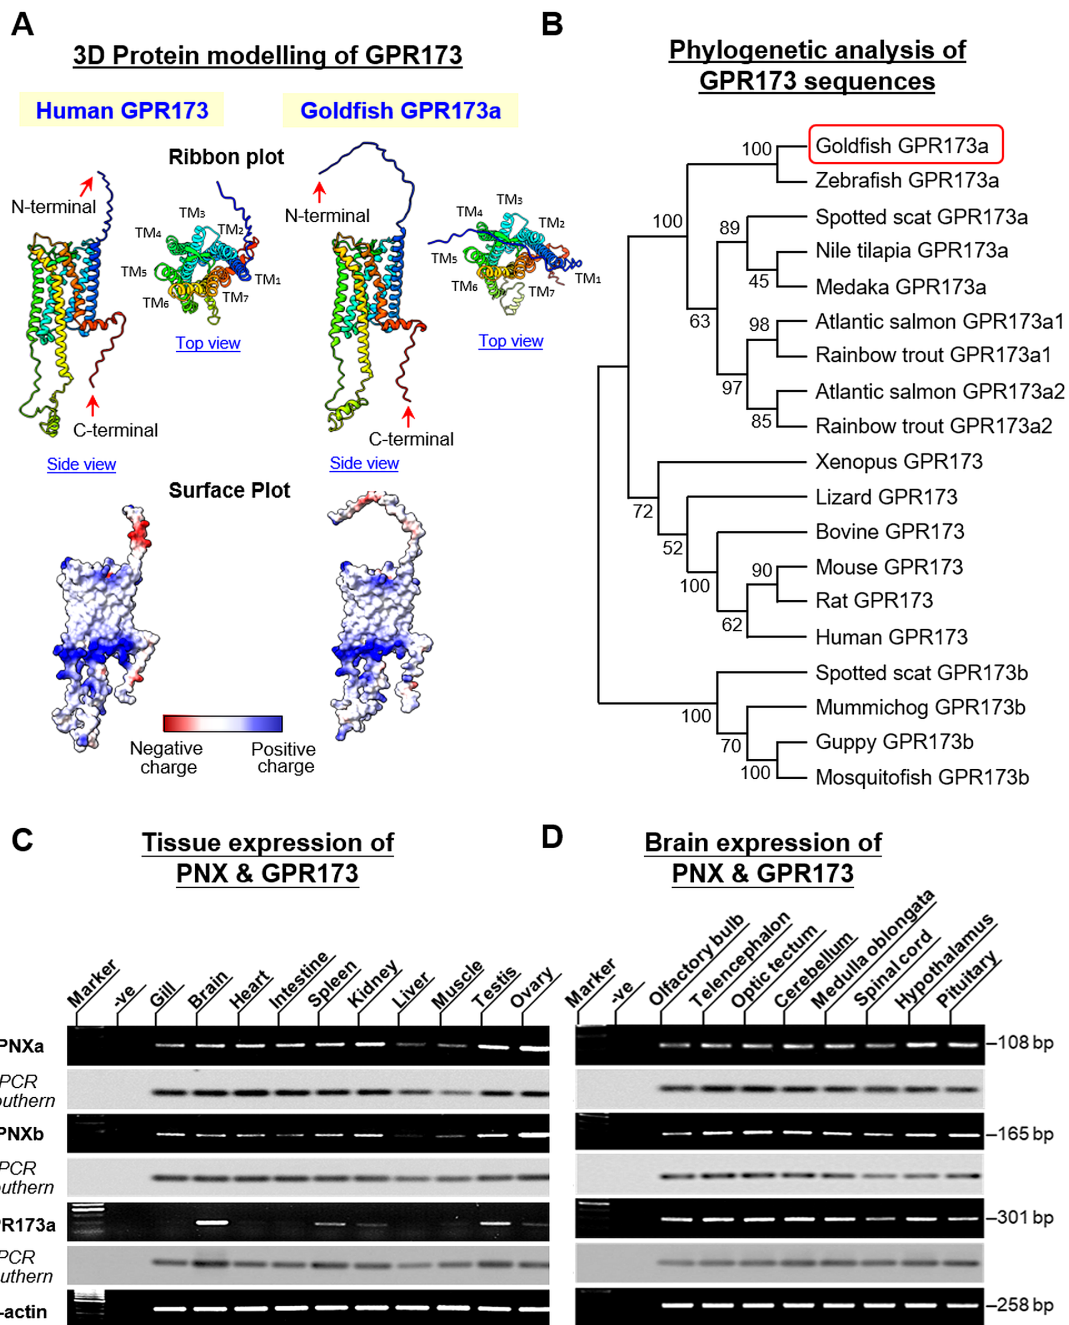 A
3D Protein modelling of GPR173
Human GPR173
Goldfish GPR173a
Ribbon plot
N-terminal
TM3
TM4
TM2
TM5
TM1
TM6
TM7
Top view
C-terminal
Side view
N-terminal
TM3
TM4
TM2
TM5
TM1
TM6
TM7
Top view
C-terminal
Side view
Surface Plot
Negative charge
Positive charge
B
Phylogenetic analysis of
GPR173 sequences
100
Goldfish GPR173a
Zebrafish GPR173a
100
89
Spotted scat GPR173a
Nile tilapia GPR173a
45
Medaka GPR173a
63
98
Atlantic salmon GPR173a1
Rainbow trout GPR173a1
97
Atlantic salmon GPR173a2
85
Rainbow trout GPR173a2
Xenopus GPR173
72
Lizard GPR173
52
Bovine GPR173
100
90
Mouse GPR173
Rat GPR173
62
Human GPR173
Spotted scat GPR173b
100
Mummichog GPR173b
70
Guppy GPR173b
100
Mosquitofish GPR173b
C
Tissue expression of
PNX & GPR173
Marker
-ve
Gill
Brain
Heart
Intestine
Spleen
Kidney
Liver
Muscle
Testis
Ovary
PNXa
PCR
outhern
PNXb
PCR
outhern
R173a
PCR
outhern
-actin
D
Brain expression of
PNX & GPR173
Marker
-ve
Olfactory bulb
Telencephalon
Optic tectum
Cerebellum
Medulla oblongata
Spinal cord
Hypothalamus
Pituitary
–108 bp
–165 bp
–301 bp
–258 bp